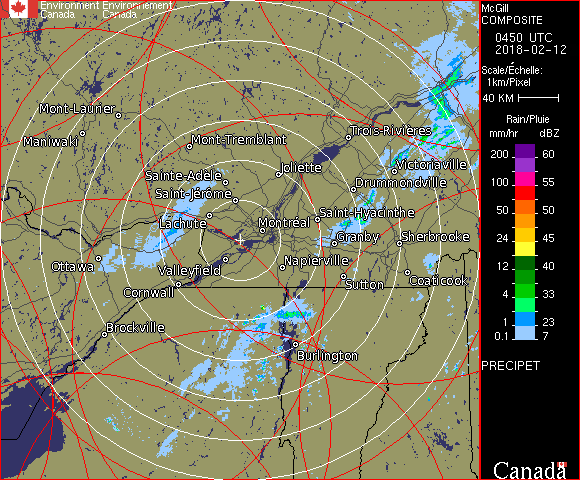 Environment Environnement
Canada Canada
McGill
COMPOSITE
0450 UTC
2018-02-12
Scale/Échelle:
1km/Pixel
40 KM
Rain/Pluie
mm/hr dBZ
200 60
155
100 55
50 50
24 45
12 40
4 33
1 23
0.1 7
PRECIPET
Canada
Mont-Laurier
Maniwaki
Mont-Tremblant
Trois-Rivières
Sainte-Adèle
Joliette
Victoriaville
Saint-Jérôme
Drummondville
Lachute
Montréal
Saint-Hyacinthe
Granby
Sherbrooke
Ottawa
Valleyfield
Napierville
Cornwall
Sutton
Coaticook
Brockville
Burlington